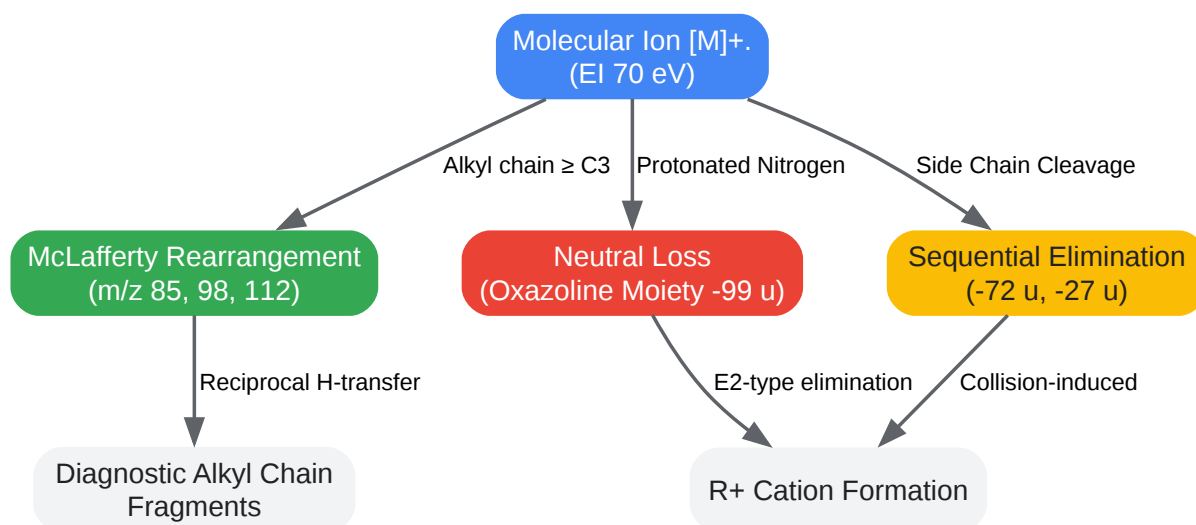 Molecular Ion [M]+.
(EI 70 eV)
Alkyl chain ≥ C3
Protonated Nitrogen
Side Chain Cleavage
McLafferty Rearrangement
(m/z 85, 98, 112)
Neutral Loss
(Oxazoline Moiety -99 u)
Sequential Elimination
(-72 u, -27 u)
Reciprocal H-transfer
E2-type elimination
Collision-induced
Diagnostic Alkyl Chain
Fragments
R+ Cation Formation